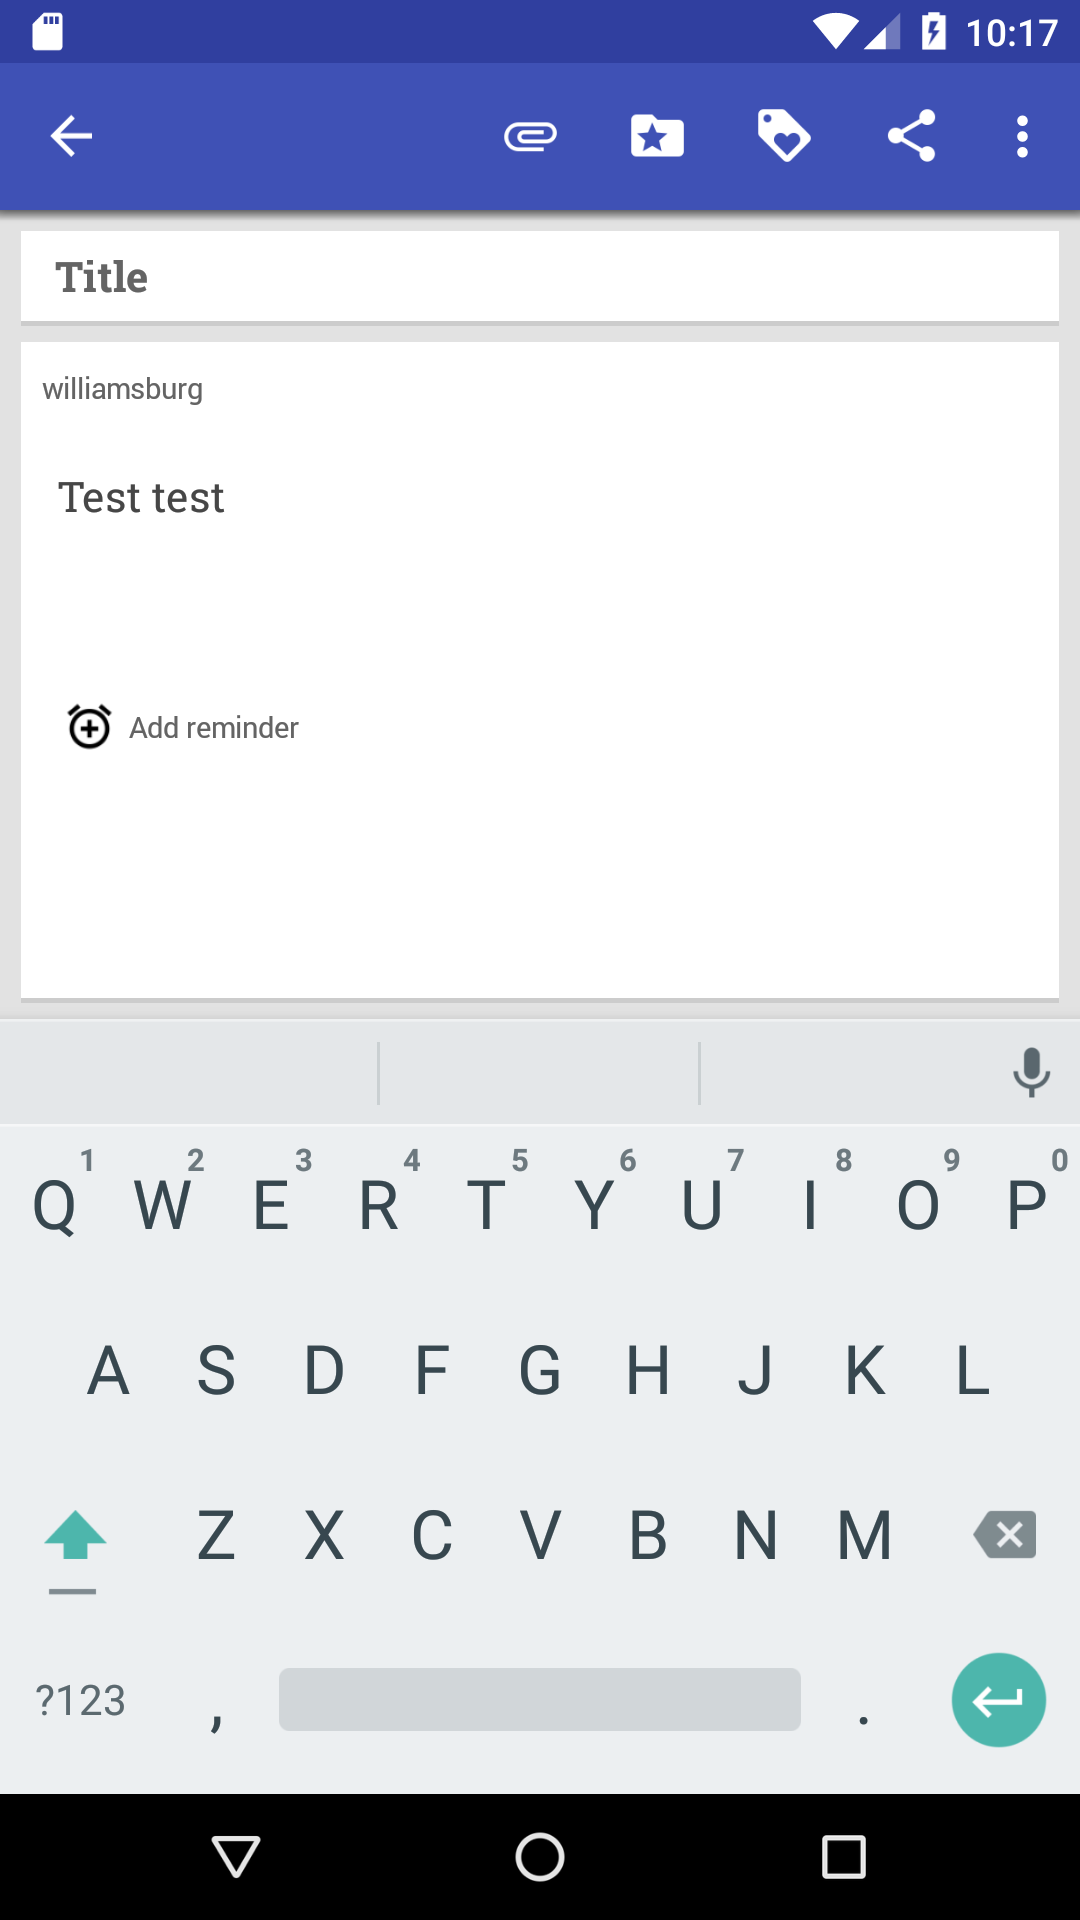 10:17
Title
williamsburg
Test test
Add reminder
1 2 3 4 5 6 7 8 9 0
Q W E R T Y U I O P
A S D F G H J K L
Z X C V B N M
?123 , .